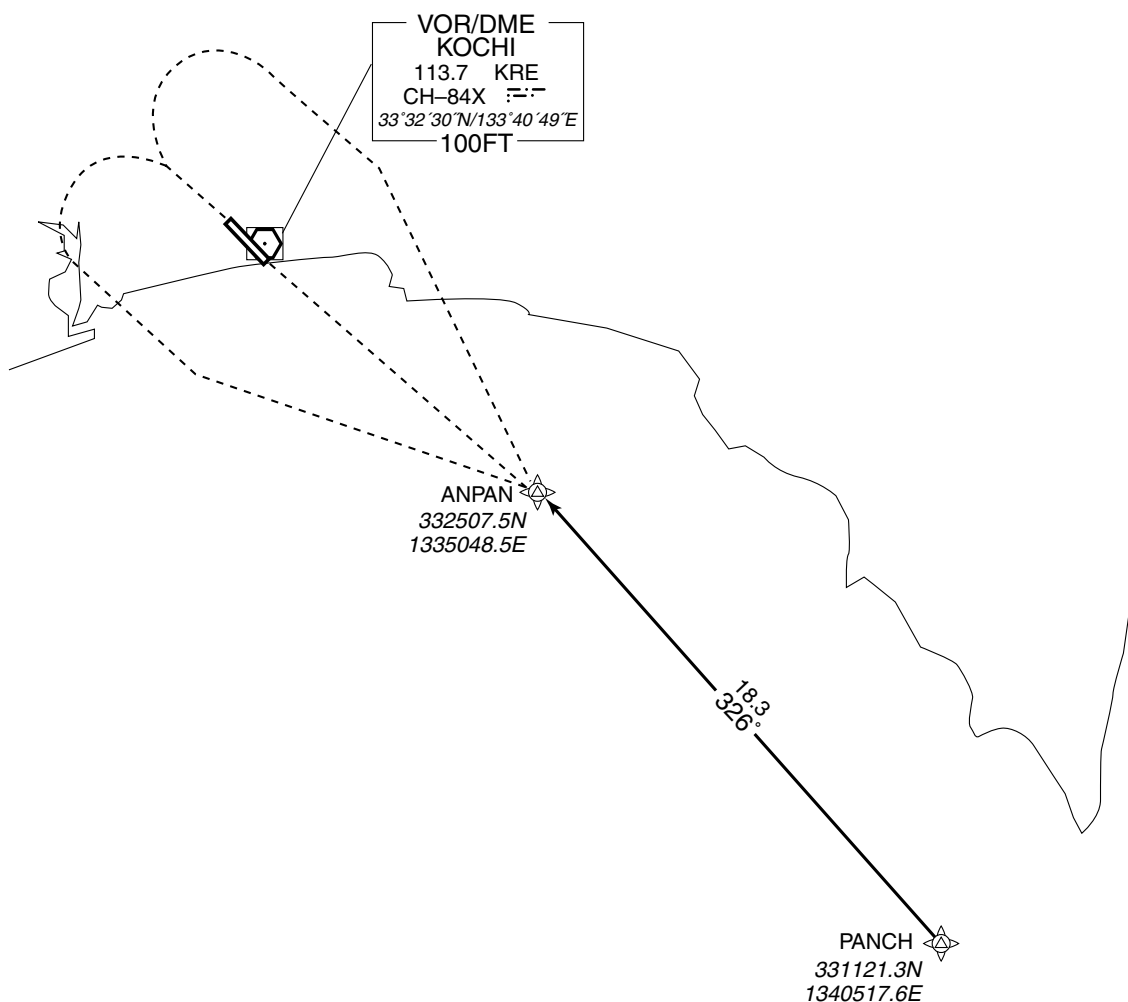 VOR/DME
KOCHI
113.7 KRE
CH–84X
33°32´30˝N/133°40´49˝E
100FT
ANPAN
332507.5N
1335048.5E
18.3
326°
PANCH
331121.3N
1340517.6E